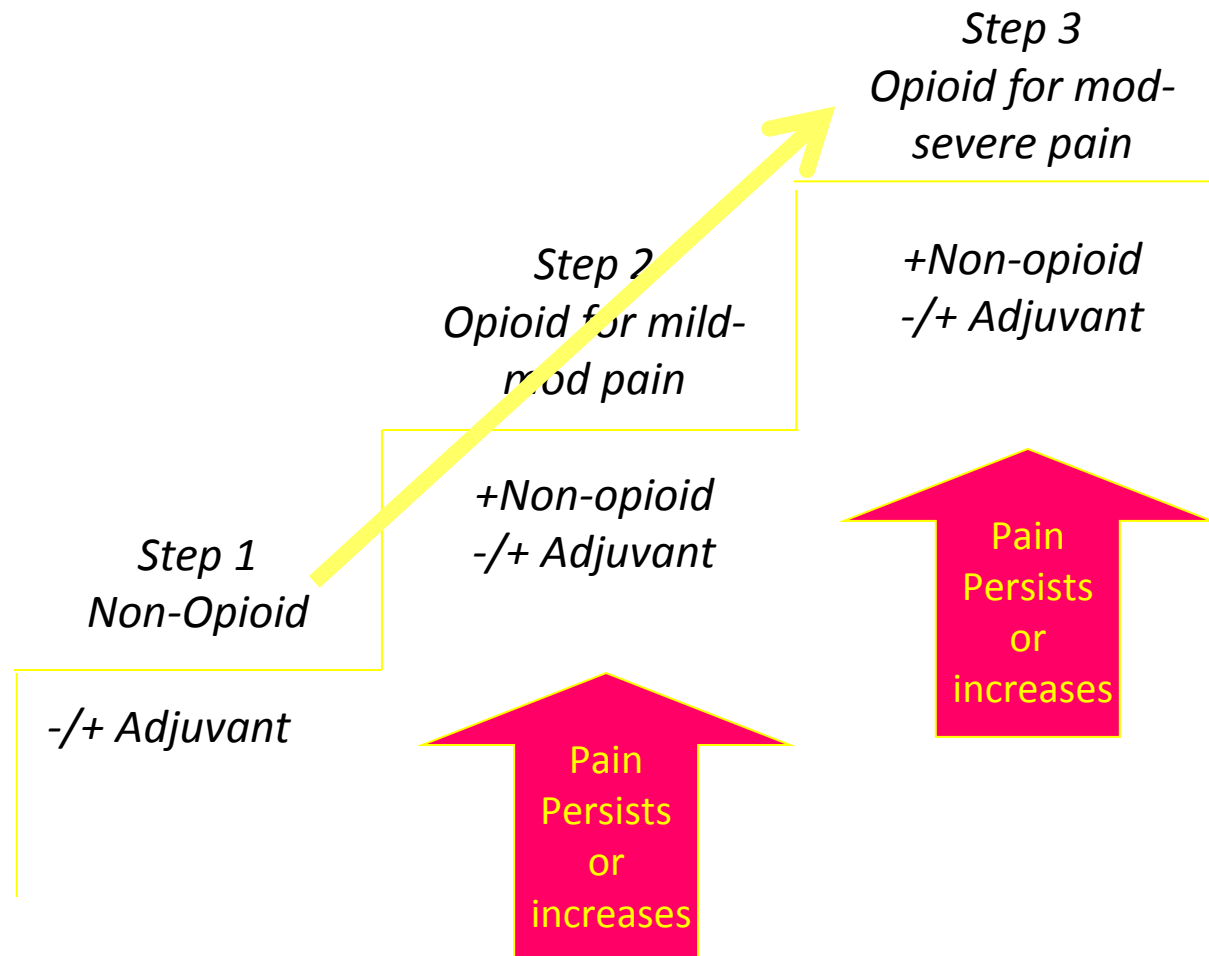 Step 3
Opioid for mod-
severe pain
+Non-opioid
-/+ Adjuvant
Step 2
Opioid for mild-
mod pain
+Non-opioid
-/+ Adjuvant
Step 1
Non-Opioid
-/+ Adjuvant
Pain
Persists
or
increases
Pain
Persists
or
increases